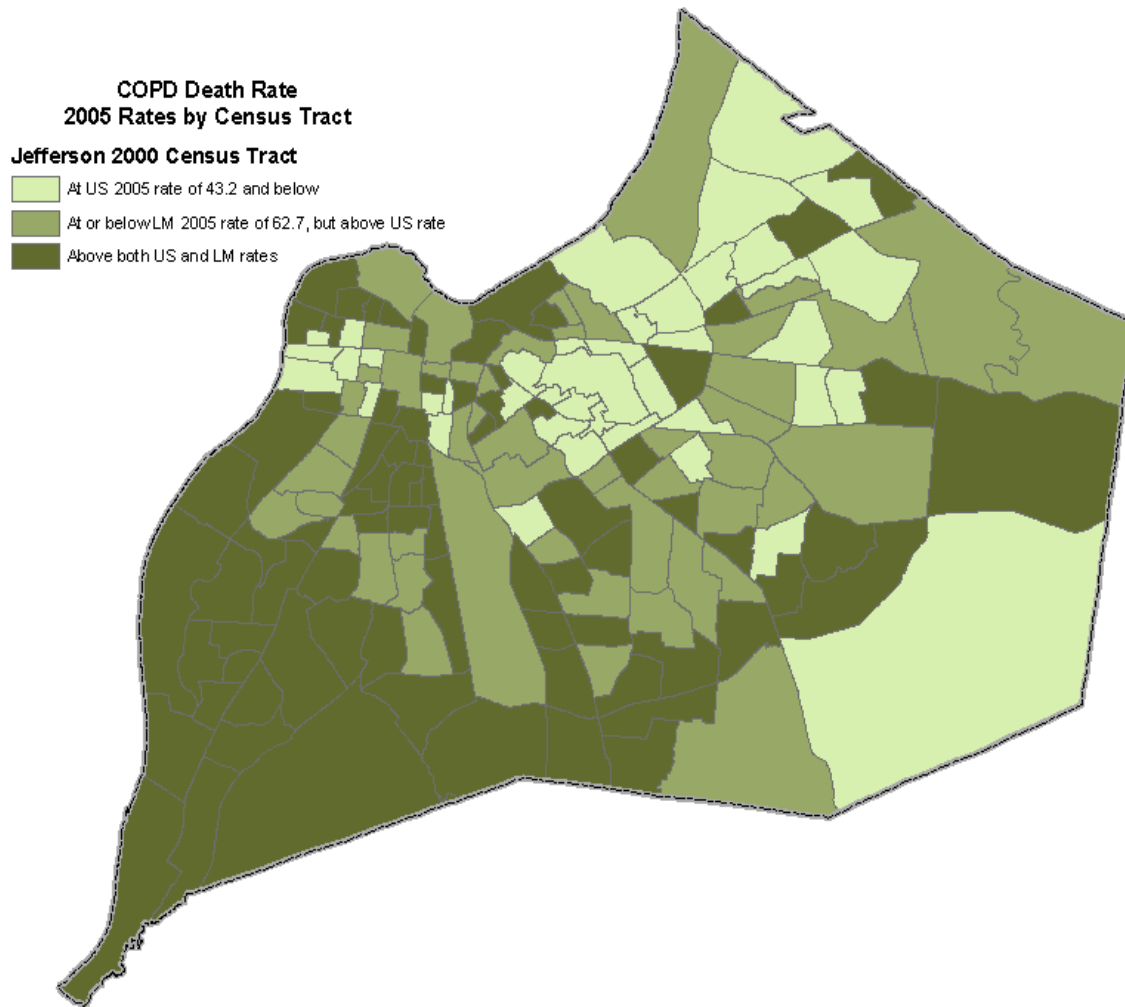 COPD Death Rate
2005 Rates by Census Tract
Jefferson 2000 Census Tract
At US 2005 rate of 43.2 and below
At or below LM 2005 rate of 62.7, but above US rate
Above both US and LM rates